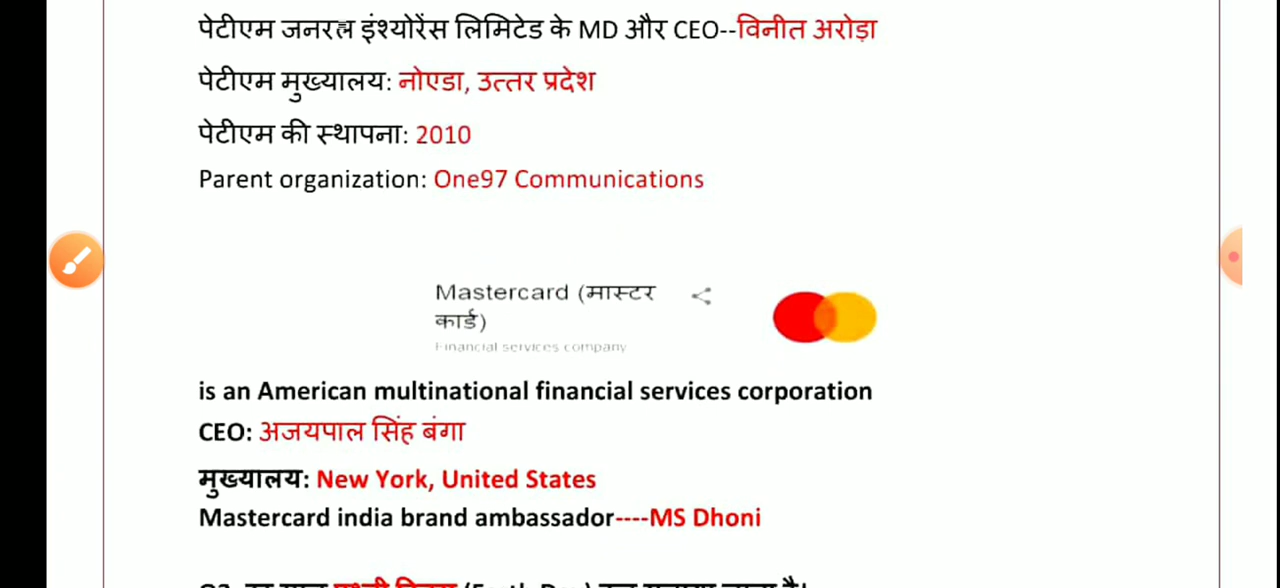 पेटीएम जनरल इंश्योरेंस लिमिटेड के MD और CEO--विनीत अरोड़ा
पेटीएम मुख्यालय: नोएडा, उत्तर प्रदेश
पेटीएम की स्थापना: 2010
Parent organization: One97 Communications
Mastercard (मास्टर
कार्ड)
Financial services company
is an American multinational financial services corporation
CEO: अजयपाल सिंह बंगा
मुख्यालय: New York, United States
Mastercard india brand ambassador----MS Dhoni